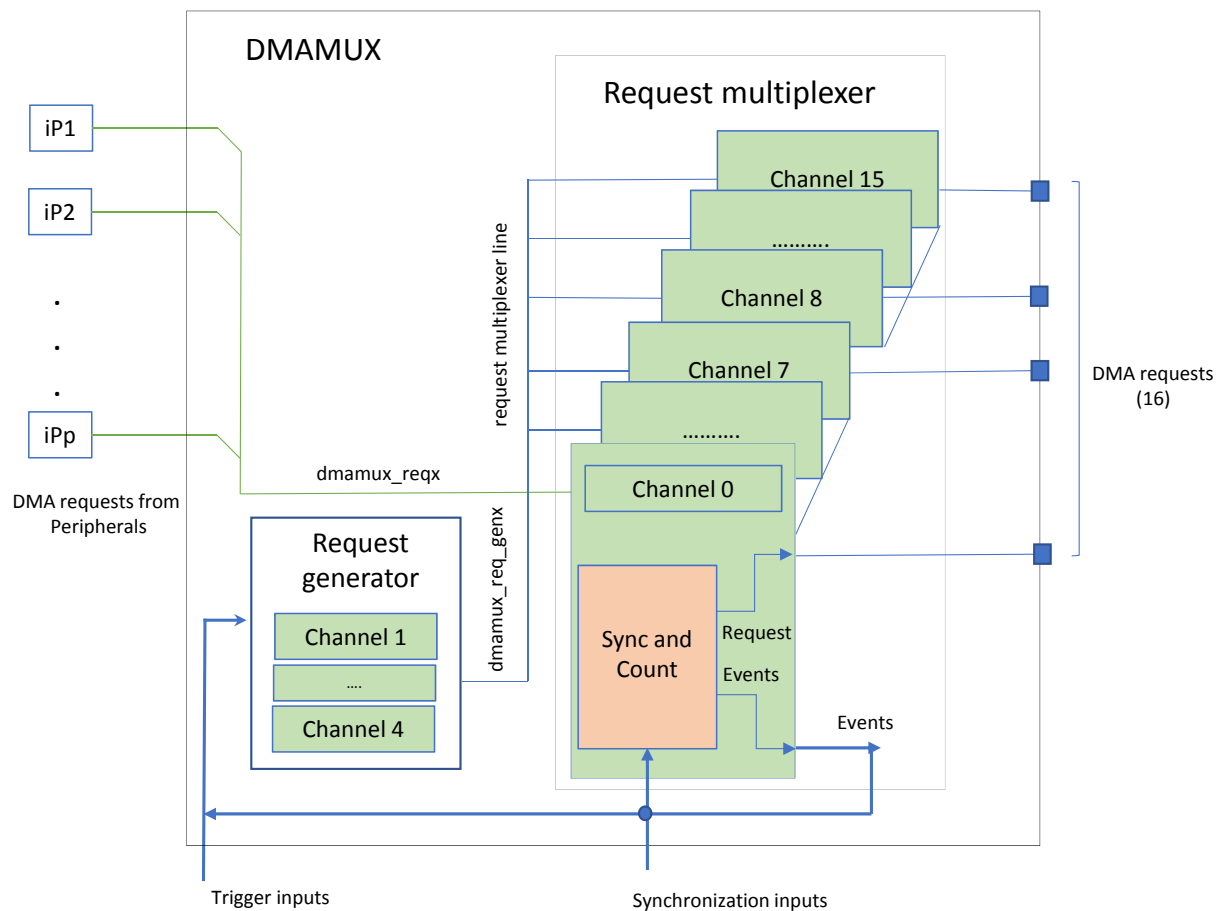 DMAMUX
Request multiplexer
iP1
iP2
.
.
.
iPp
DMA requests from
Peripherals
dmamux_reqx
Request
generator
Channel 1
....
Channel 4
dmamux_req_genx
request multiplexer line
Channel 15
……….
Channel 8
Channel 7
……….
Channel 0
Sync and
Count
Request
Events
Events
DMA requests
(16)
Trigger inputs
Synchronization inputs